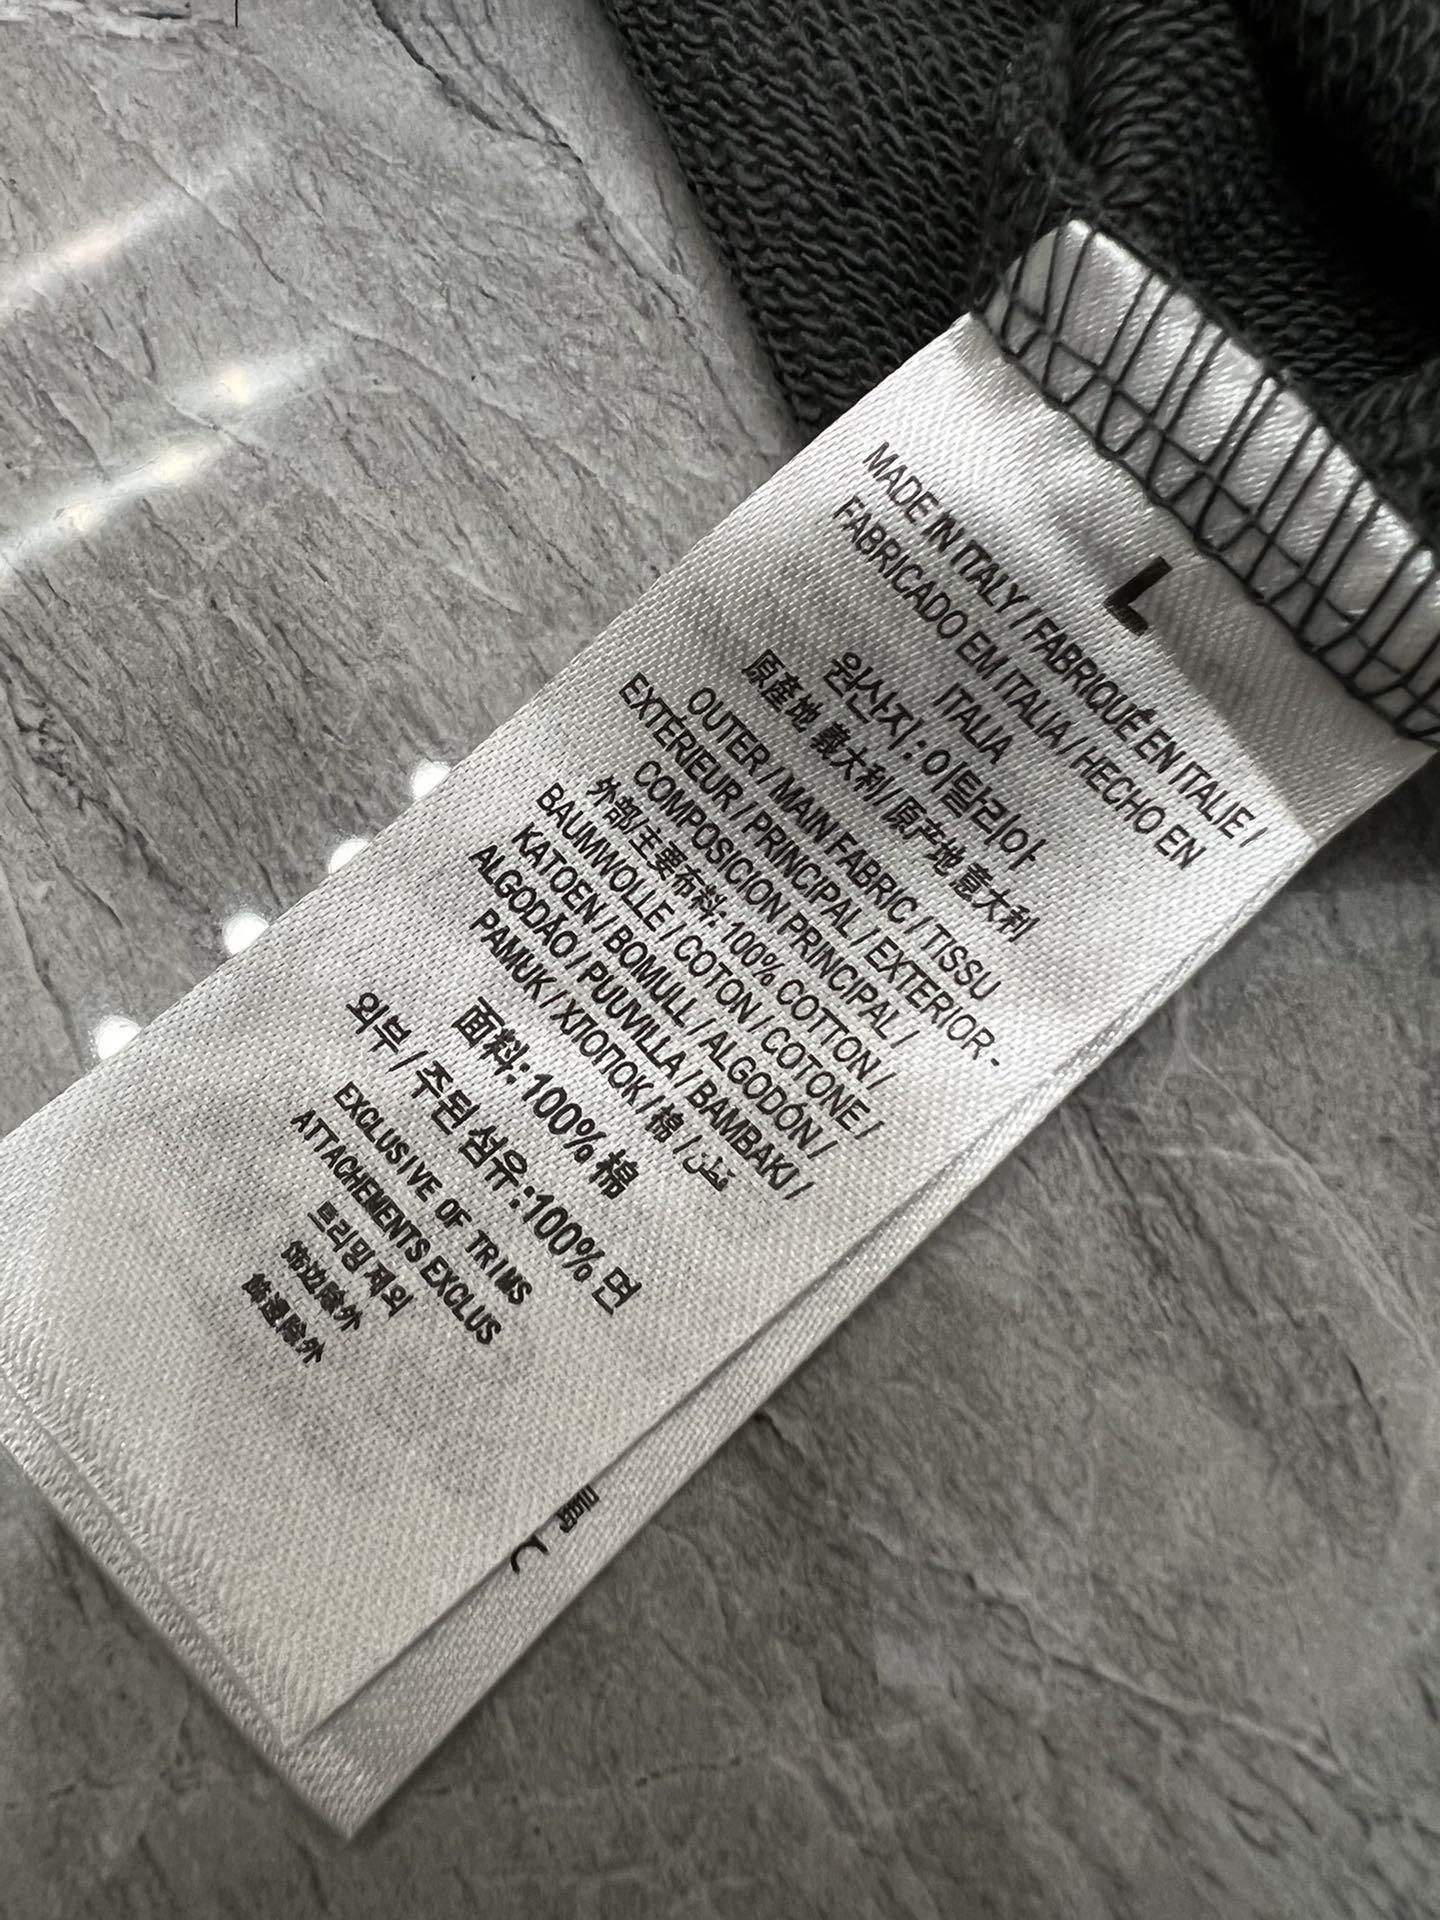 L
MADE IN ITALY / FABRIQUÉ EN ITALIE /
FABRICADO EM ITALIA / HECHO EN
ITALIA
원산지 : 이탈리아
原產地 義大利 / 原产地 意大利
OUTER / MAIN FABRIC / TISSU
EXTÉRIEUR / PRINCIPAL / EXTERIOR -
COMPOSICION PRINCIPAL /
外部主要布料: 100% COTTON /
BAUMWOLLE / COTON / COTONE /
KATOEN / BOMULL / ALGODÓN /
ALGODÃO / PUUVILLA / BAMBAKI /
PAMUK / ХЛОПОК / 棉 / قطن
面料: 100% 棉
외부 / 주된 섬유 : 100% 면
EXCLUSIVE OF TRIMS
ATTACHEMENTS EXCLUS
트리밍 제외
饰边除外
飾邊除外